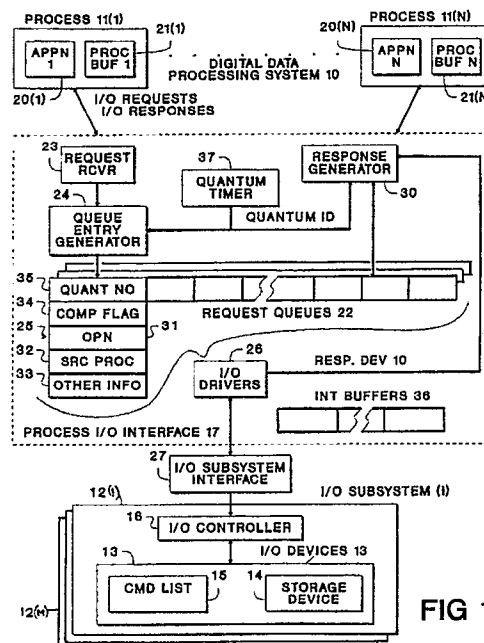 PROCESS 11(1)
PROCESS 11(N)
21(1)
20(N)
APPN 1
PROC BUF 1
DIGITAL DATA PROCESSING SYSTEM 10
APPN N
PROC BUF N
20(1)
21(N
I/O REQUESTS
I/O RESPONSES
23
REQUEST RCVR
37
QUANTUM TIMER
RESPONSE GENERATOR
30
24
QUEUE ENTRY GENERATOR
QUANTUM ID
35
QUANT NO
34
COMP FLAG
REQUEST QUEUES 22
25
OPN
31
32
SRC PROC
26
33
OTHER INFO
I/O DRIVERS
RESP. DEV 10
INT BUFFERS 36
PROCESS I/O INTERFACE 17
27
I/O SUBSYSTEM INTERFACE
12(I)
I/O SUBSYSTEM (I)
16
I/O CONTROLLER
13
I/O DEVICES 13
CMD LIST
15
14
STORAGE DEVICE
12(M)
FIG 1